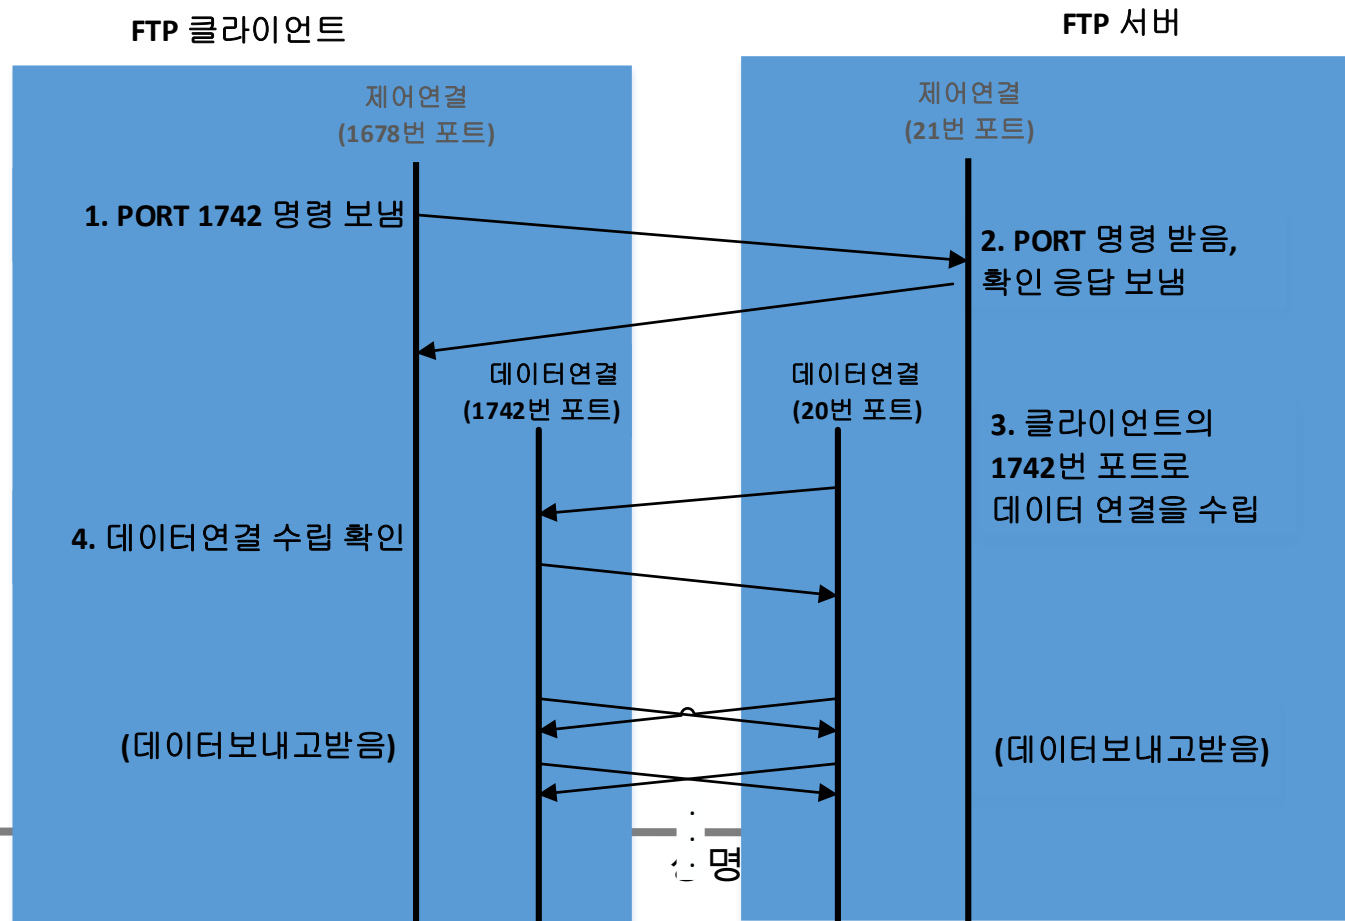 FTP 클라이언트
FTP 서버
제어연결
(1678번 포트)
제어연결
(21번 포트)
1. PORT 1742 명령 보냄
2. PORT 명령 받음,
확인 응답 보냄
데이터연결
(1742번 포트)
데이터연결
(20번 포트)
3. 클라이언트의
1742번 포트로
데이터 연결을 수립
4. 데이터연결 수립 확인
(데이터보내고받음)
(데이터보내고받음)
명